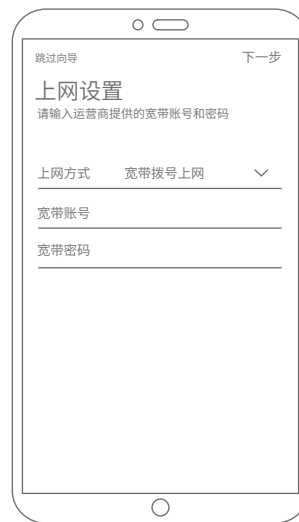 跳过向导 下一步
上网设置
请输入运营商提供的宽带账号和密码
上网方式 宽带拨号上网
宽带账号
宽带密码